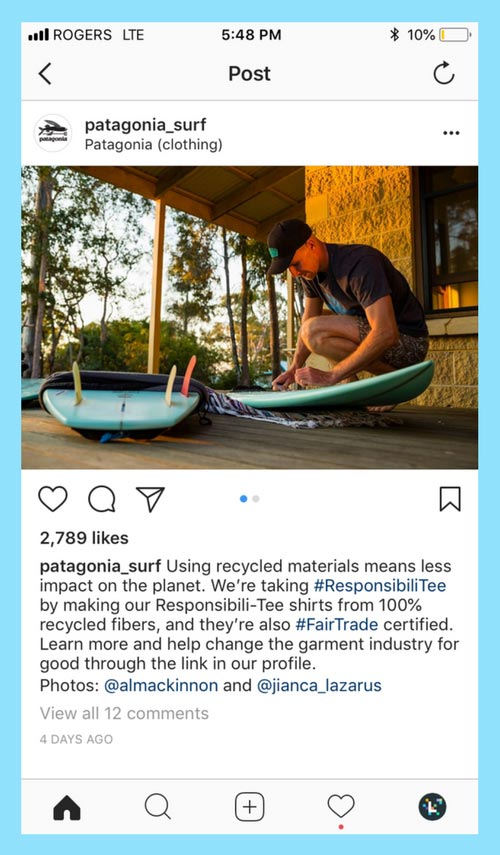 ROGERS LTE 5:48 PM 10%
Post
patagonia
patagonia_surf
Patagonia (clothing)
2,789 likes
patagonia_surf Using recycled materials means less
impact on the planet. We’re taking #ResponsibiliTee
by making our Responsibili-Tee shirts from 100%
recycled fibers, and they’re also #FairTrade certified.
Learn more and help change the garment industry for
good through the link in our profile.
Photos: @almackinnon and @jianca_lazarus
View all 12 comments
4 DAYS AGO